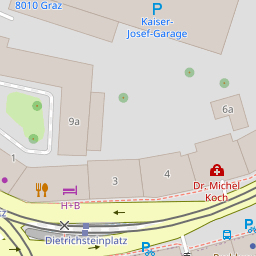 8010 Graz
P
Kaiser-
Josef-Garage
6a
9a
1
3
4
Dr. Michel
Koch
H+B
Dietrichsteinplatz
P
P